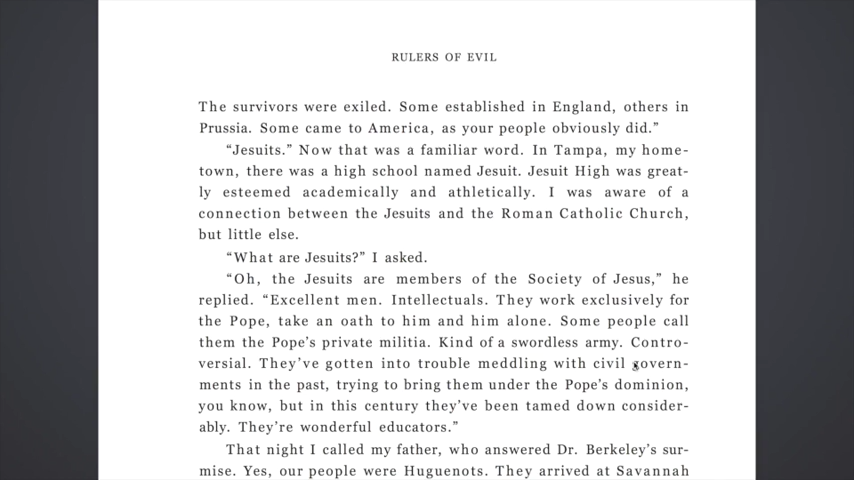 RULERS OF EVIL
The survivors were exiled. Some established in England, others in
Prussia. Some came to America, as your people obviously did.”
“Jesuits.” Now that was a familiar word. In Tampa, my home-
town, there was a high school named Jesuit. Jesuit High was great-
ly esteemed academically and athletically. I was aware of a
connection between the Jesuits and the Roman Catholic Church,
but little else.
“What are Jesuits?” I asked.
“Oh, the Jesuits are members of the Society of Jesus,” he
replied. “Excellent men. Intellectuals. They work exclusively for
the Pope, take an oath to him and him alone. Some people call
them the Pope’s private militia. Kind of a swordless army. Contro-
versial. They’ve gotten into trouble meddling with civil govern-
ments in the past, trying to bring them under the Pope’s dominion,
you know, but in this century they’ve been tamed down consider-
ably. They’re wonderful educators.”
That night I called my father, who answered Dr. Berkeley’s sur-
mise. Yes, our people were Huguenots. They arrived at Savannah